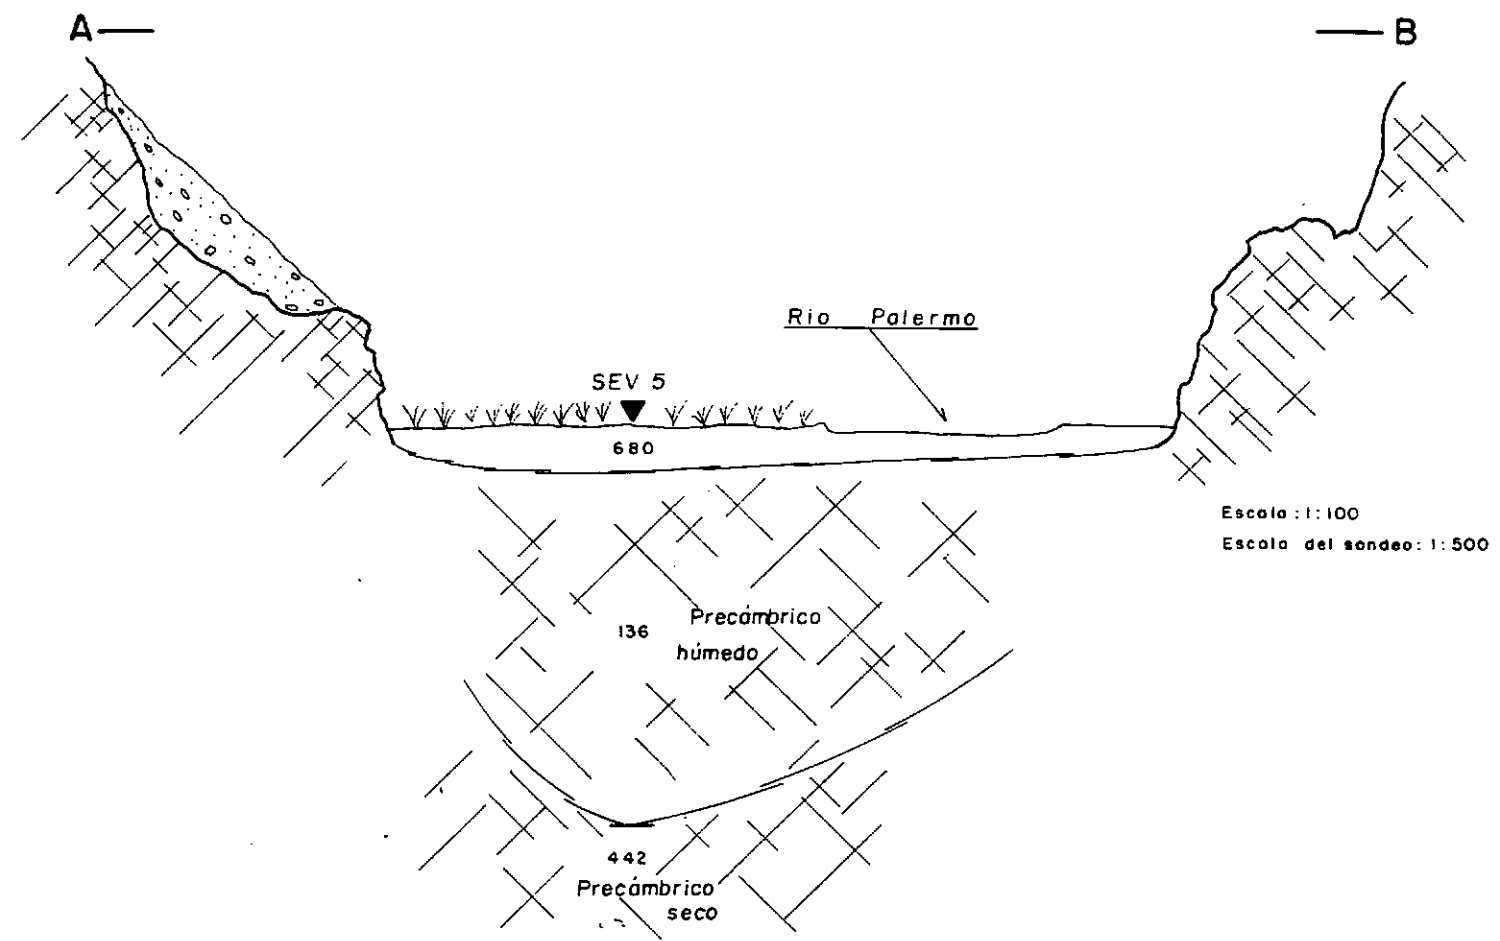 A
B
Rio Palermo
SEV 5
680
Escala : 1:100
Escala del sondeo: 1:500
Precámbrico
136
húmedo
442
Precámbrico
seco